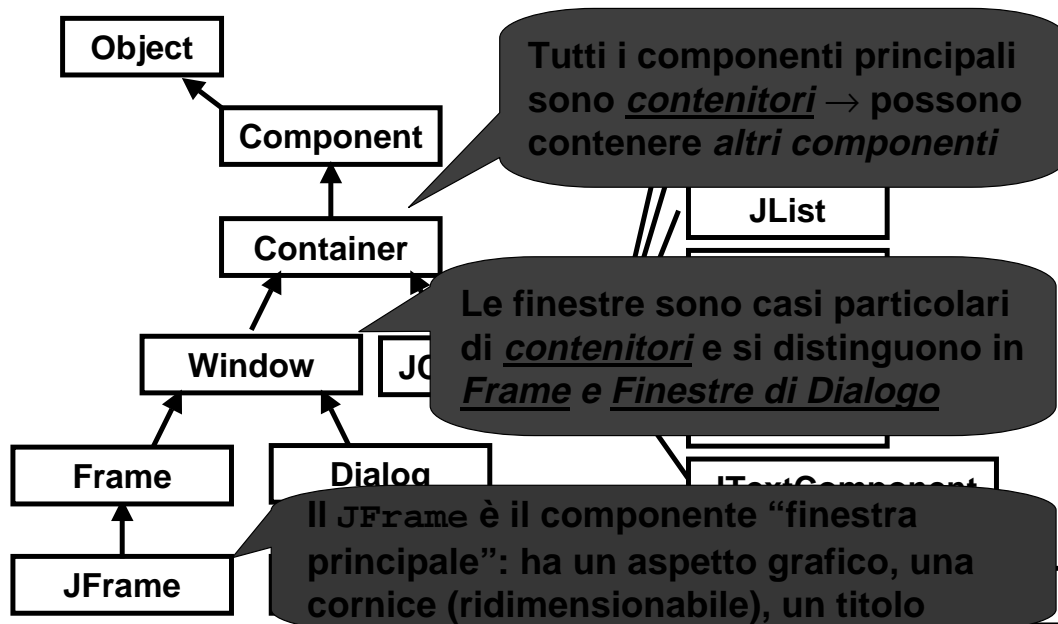 Object
Tutti i componenti principali
sono contenitori → possono
contenere altri componenti
Component
JList
Container
Le finestre sono casi particolari
di contenitori e si distinguono in
Frame e Finestre di Dialogo
Window
Frame
Dialog
JTextComponent
Il JFrame è il componente “finestra
principale”: ha un aspetto grafico, una
cornice (ridimensionabile), un titolo
JFrame